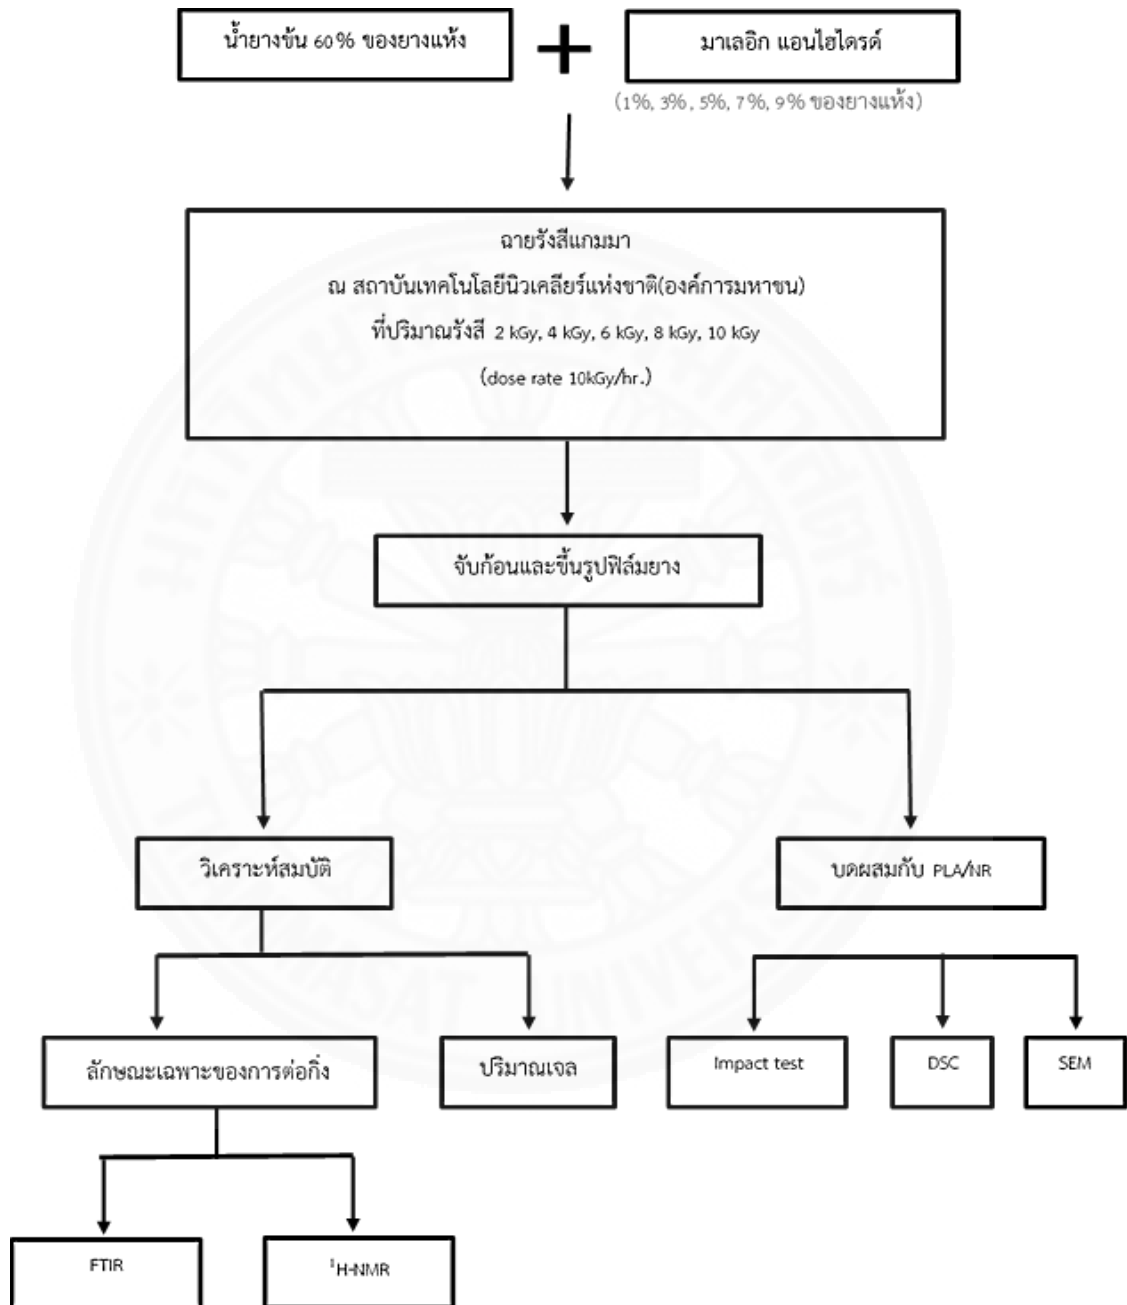 น้ำยางข้น 60% ของยางแห้ง
+
มาเลอิก แอนไฮไดรด์
(1%, 3%, 5%, 7%, 9% ของยางแห้ง)
ฉายรังสีแกมมา
ณ สถาบันเทคโนโลยีนิวเคลียร์แห่งชาติ(องค์การมหาชน)
ที่ปริมาณรังสี 2 kGy, 4 kGy, 6 kGy, 8 kGy, 10 kGy
(dose rate 10kGy/hr.)
จับก้อนและขึ้นรูปฟิล์มยาง
วิเคราะห์สมบัติ
บดผสมกับ PLA/NR
ลักษณะเฉพาะของการต่อกิ่ง
ปริมาณเจล
Impact test
DSC
SEM
FTIR
¹H-NMR
THAMMASAT UNIVERSITY